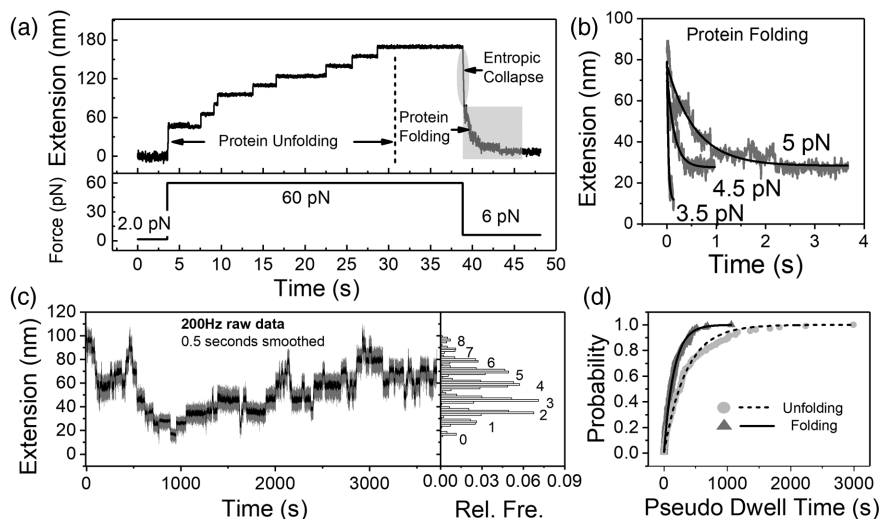 (a)
Extension (nm)
180
120
60
0
Protein Unfolding
Protein
Folding
Entropic
Collapse
Force (pN)
60
30
0
2.0 pN
60 pN
6 pN
0 5 10 15 20 25 30 35 40 45 50
Time (s)
(b)
Protein Folding
Extension (nm)
100
80
60
40
20
0
5 pN
4.5 pN
3.5 pN
0 1 2 3 4
Time (s)
(c)
Extension (nm)
120
100
80
60
40
20
0
200Hz raw data
0.5 seconds smoothed
0 1000 2000 3000
Time (s)
8
7
6
5
4
3
2
1
0
0.00 0.03 0.06 0.09
Rel. Fre.
(d)
Probability
1.0
0.8
0.6
0.4
0.2
0.0
Unfolding
Folding
0 1000 2000 3000
Pseudo Dwell Time (s)